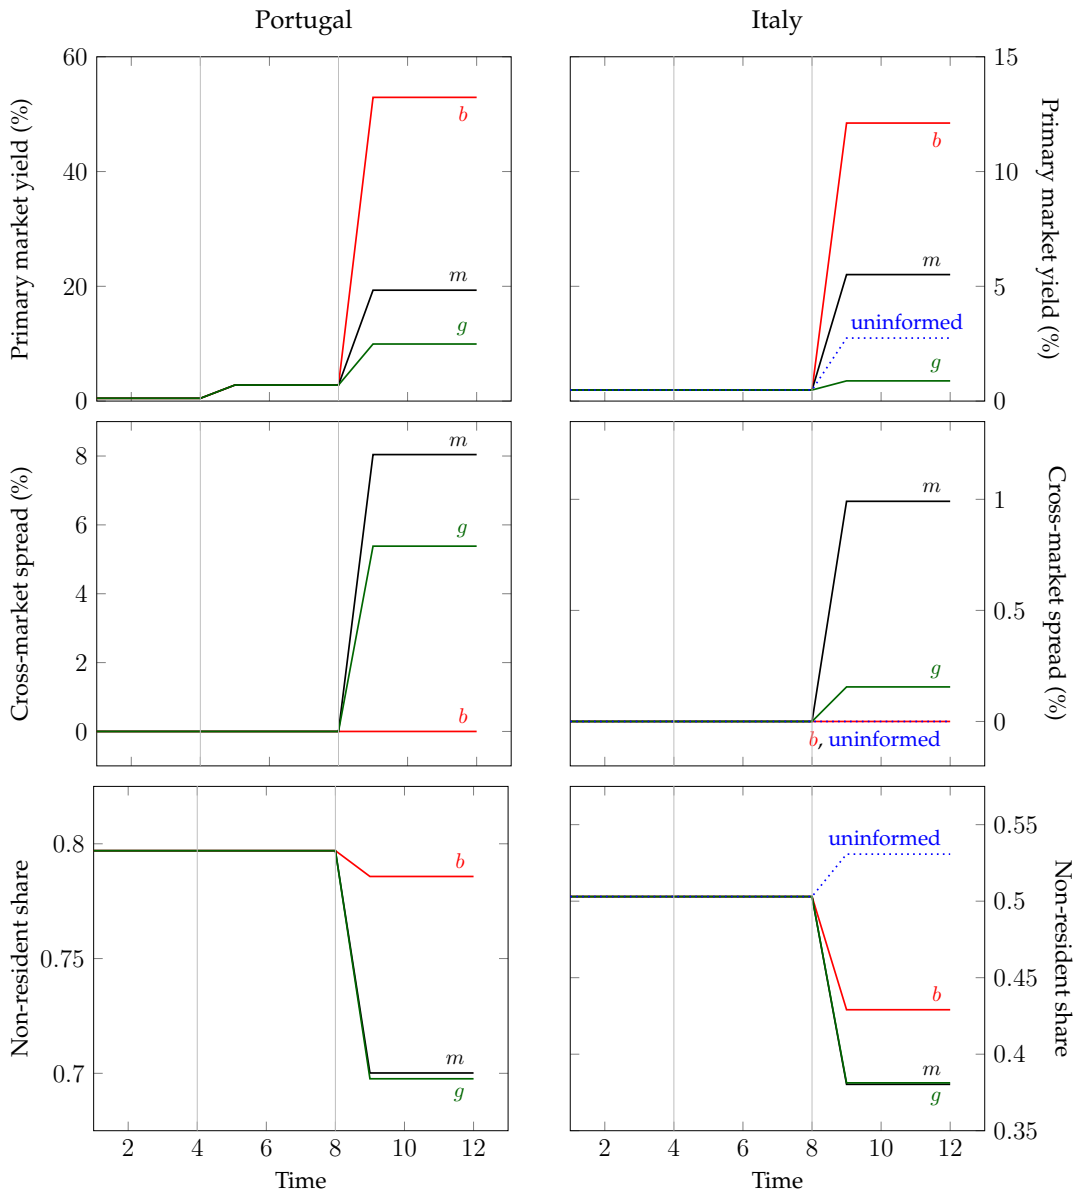 Portugal
Italy
Primary market yield (%)
60
40
20
0
b
m
g
15
10
5
0
Primary market yield (%)
b
m
uninformed
g
Cross-market spread (%)
8
6
4
2
0
m
g
b
1
0.5
0
Cross-market spread (%)
m
g
b, uninformed
Non-resident share
0.8
0.75
0.7
b
m
g
2 4 6 8 10 12
Time
0.55
0.5
0.45
0.4
0.35
Non-resident share
uninformed
b
m
g
2 4 6 8 10 12
Time